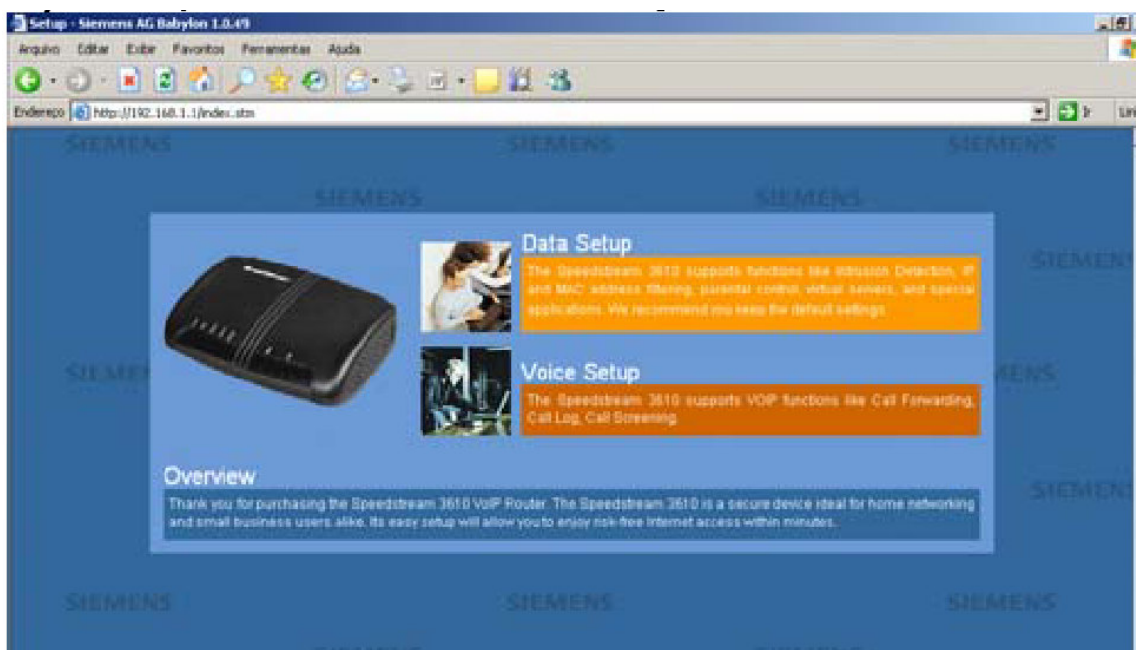 Setup - Siemens AG Babylon 1.0.49
Arquivo Editar Exibir Favoritos Ferramentas Ajuda
Endereço http://192.168.1.1/index.stm Ir
SIEMENS SIEMENS SIEMENS
SIEMENS SIEMENS
Data Setup
The Speedstream 3610 supports functions like Intrusion Detection, IP
and MAC address filtering, parental control, virtual servers, and special
applications. We recommend you keep the default settings.
SIEMENS
Voice Setup
The Speedstream 3610 supports VOIP functions like Call Forwarding,
Call Log, Call Screening.
Overview
Thank you for purchasing the Speedstream 3610 VoIP Router. The Speedstream 3610 is a secure device ideal for home networking
and small business users alike. Its easy setup will allow you to enjoy risk-free Internet access within minutes.
SIEMENS
SIEMENS SIEMENS SIEMENS